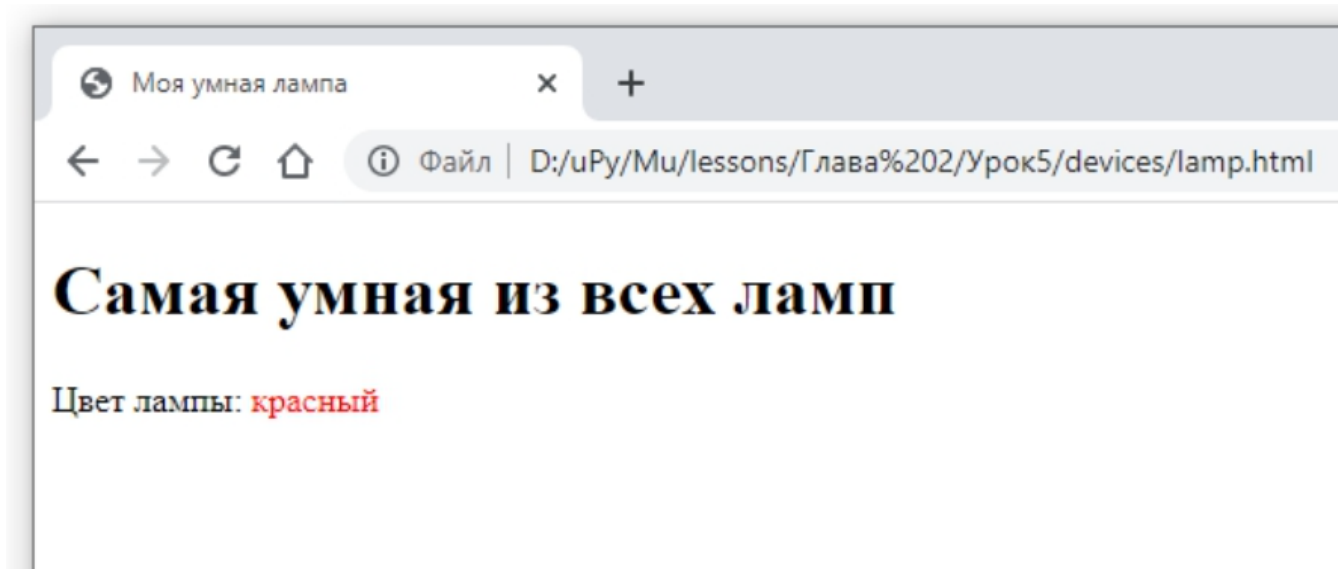 Моя умная лампа
Файл | D:/uPy/Mu/lessons/Глава%202/Урок5/devices/lamp.html
Самая умная из всех ламп
Цвет лампы: красный